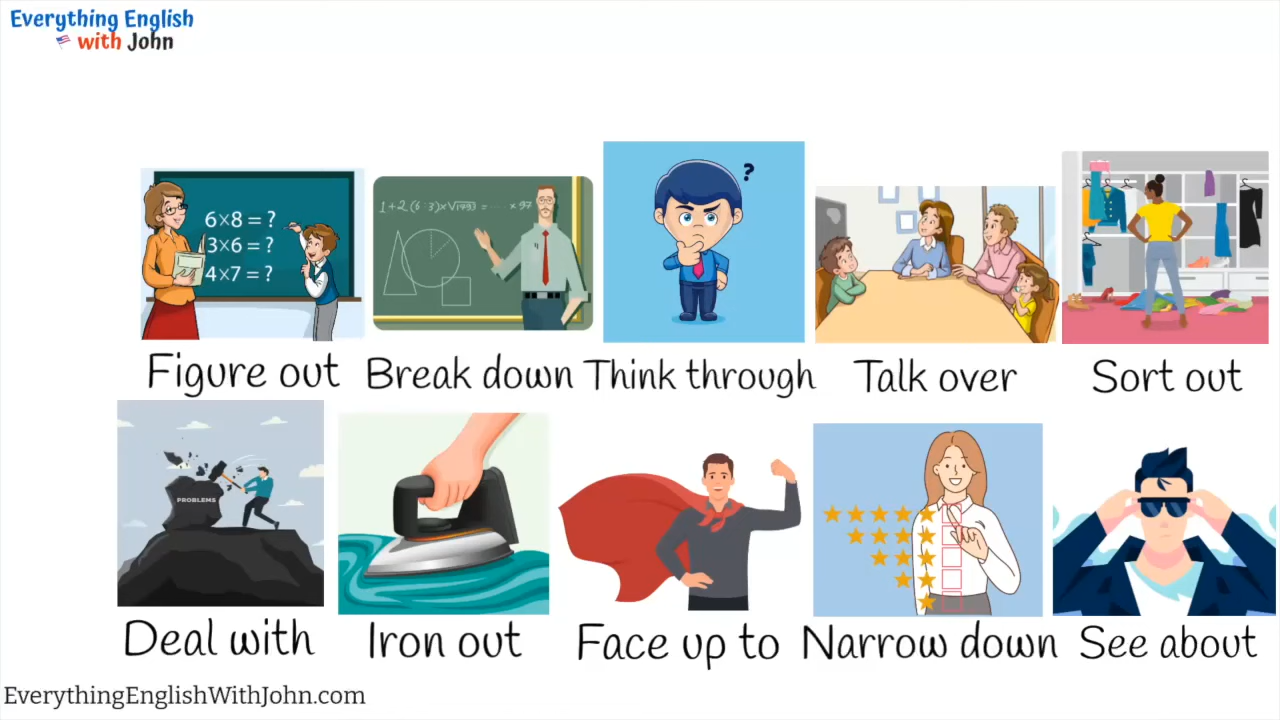 Everything English
with John
6×8 = ?
3×6 = ?
4×7 = ?
?
Figure out
Break down
Think through
Talk over
Sort out
PROBLEMS
Deal with
Iron out
Face up to
Narrow down
See about
EverythingEnglishWithJohn.com